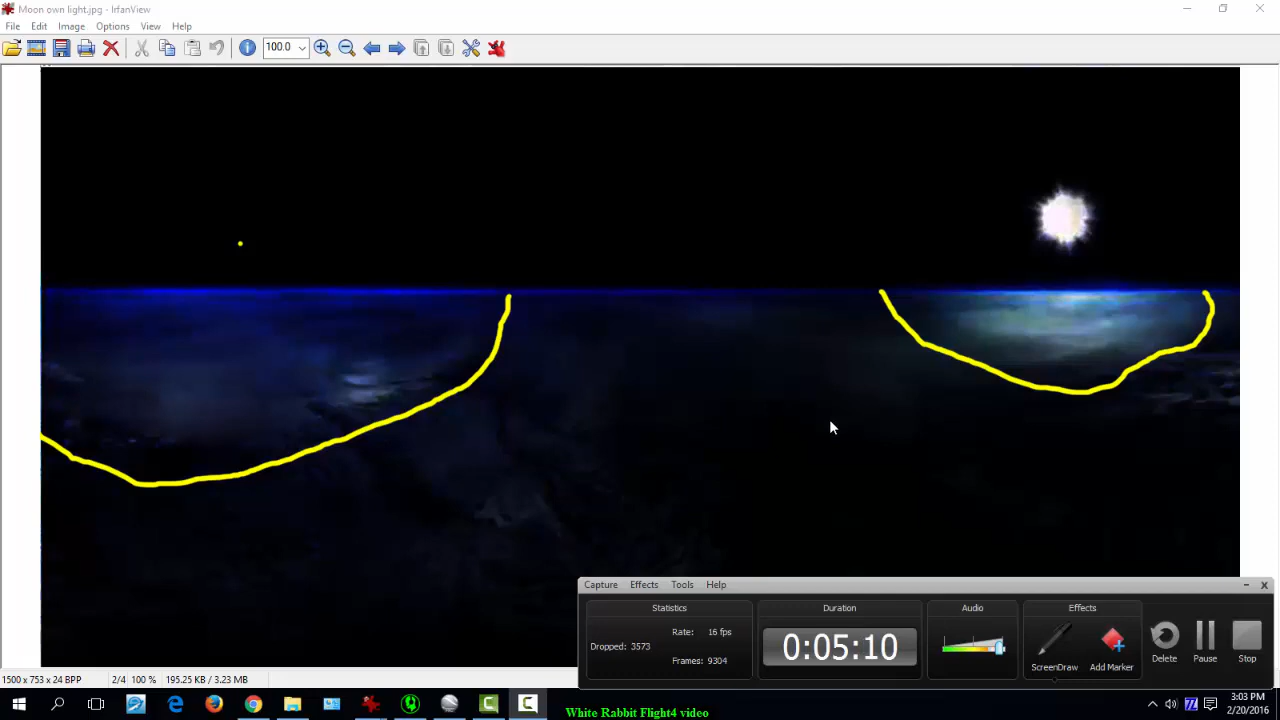 Moon own light.jpg - IrfanView
File Edit Image Options View Help
100.0
Capture Effects Tools Help
Statistics
Duration
Audio
Effects
Dropped: 3573
Rate: 16 fps
Frames: 9304
0:05:10
ScreenDraw
Add Marker
Delete
Pause
Stop
1500 x 753 x 24 BPP 2/4 100 % 195.25 KB / 3.23 MB
White Rabbit Flight4 video
3:03 PM
2/20/2016